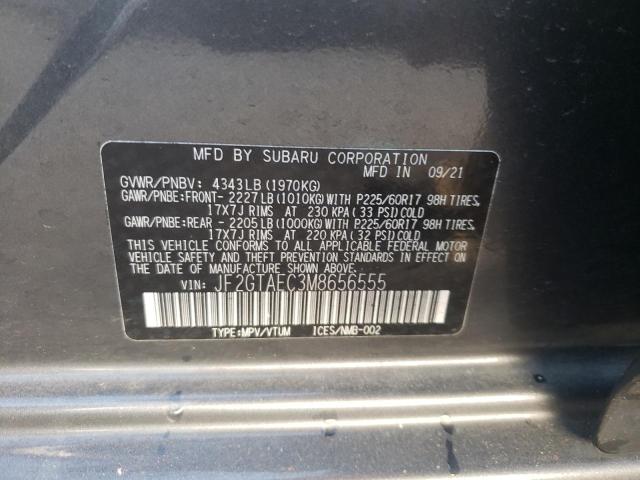 MFD BY SUBARU CORPORATION
MFD IN 09/21
GVWR/PNBV: 4343LB(1970KG)
GAWR/PNBE:FRONT- 2227LB(1010KG)WITH P225/60R17 98H TIRES,
17X7J RIMS AT 230 KPA(33 PSI)COLD
GAWR/PNBE:REAR - 2205LB(1000KG)WITH P225/60R17 98H TIRES,
17X7J RIMS AT 220 KPA(32 PSI)COLD
THIS VEHICLE CONFORMS TO ALL APPLICABLE FEDERAL MOTOR
VEHICLE SAFETY AND THEFT PREVENTION STANDARDS IN EFFECT
ON THE DATE OF MANUFACTURE SHOWN ABOVE.
VIN: JF2GTAEC3M8656555
TYPE:MPV/VTUM ICES/NMB-002